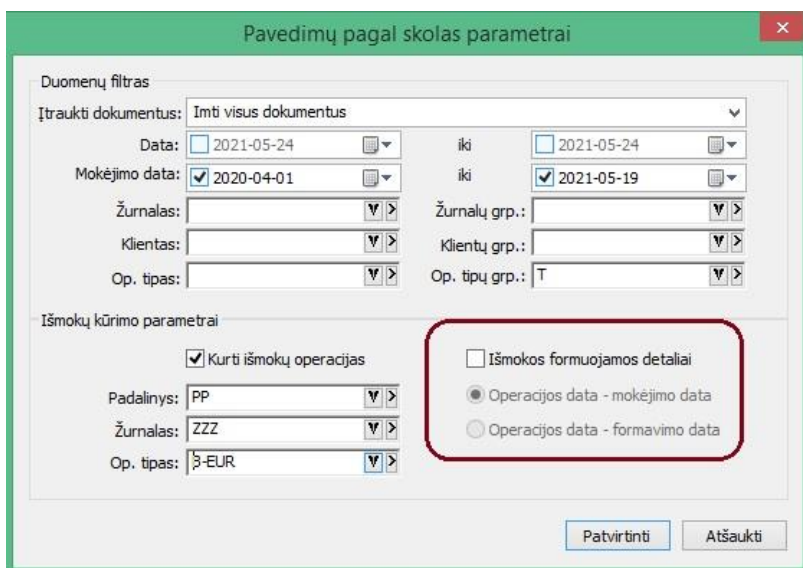 Pavedimų pagal skolas parametrai
Duomenų filtras
Įtraukti dokumentus: Imti visus dokumentus
Data: 2021-05-24 iki 2021-05-24
Mokėjimo data: 2020-04-01 iki 2021-05-19
Žurnalas: Žurnalų grp.:
Klientas: Klientų grp.:
Op. tipas: Op. tipų grp.: T
Išmokų kūrimo parametrai
Kurti išmokų operacijas Išmokos formuojamos detaliai
Padalinys: PP Operacijos data - mokėjimo data
Žurnalas: ZZZ Operacijos data - formavimo data
Op. tipas:
Patvirtinti Atšaukti